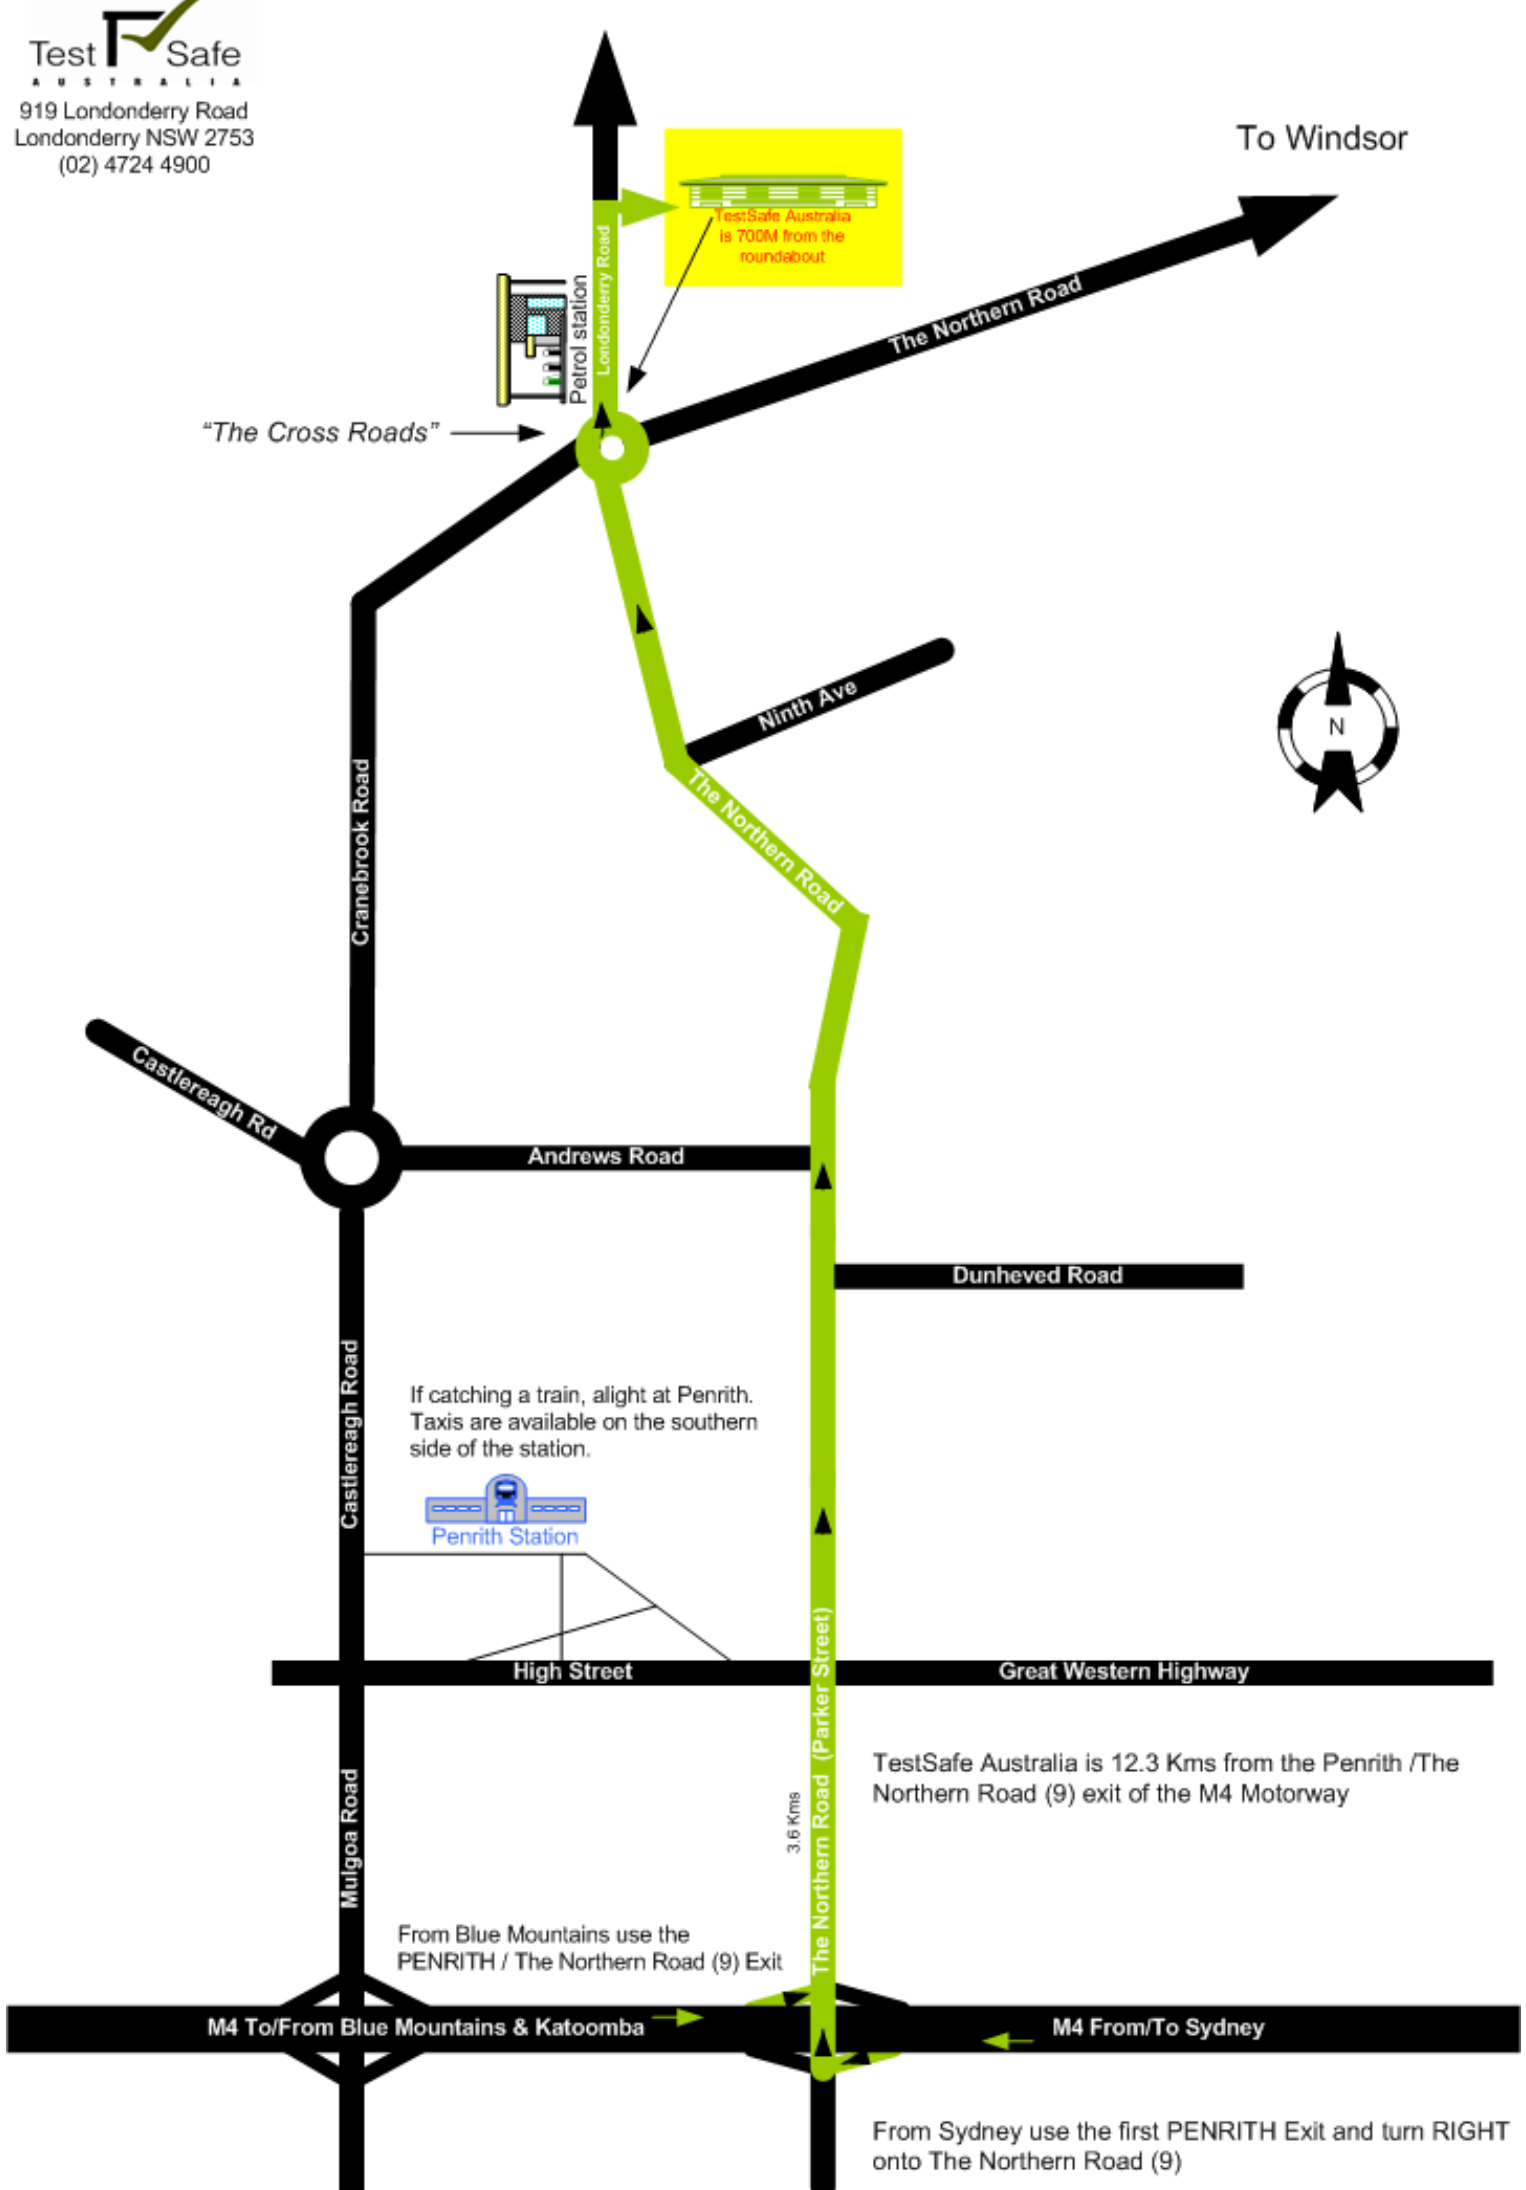 Test Safe
AUSTRALIA
919 Londonderry Road
Londonderry NSW 2753
(02) 4724 4900
To Windsor
TestSafe Australia
is 700M from the
roundabout
Londonderry Road
Petrol station
The Northern Road
“The Cross Roads”
Ninth Ave
N
The Northern Road
Cranebrook Road
Castlereagh Rd
Andrews Road
Dunheved Road
Castlereagh Road
If catching a train, alight at Penrith.
Taxis are available on the southern
side of the station.
Penrith Station
High Street
Great Western Highway
The Northern Road (Parker Street)
TestSafe Australia is 12.3 Kms from the Penrith /The
Northern Road (9) exit of the M4 Motorway
3.6 Kms
Mulgoa Road
From Blue Mountains use the
PENRITH / The Northern Road (9) Exit
M4 To/From Blue Mountains & Katoomba
M4 From/To Sydney
From Sydney use the first PENRITH Exit and turn RIGHT
onto The Northern Road (9)